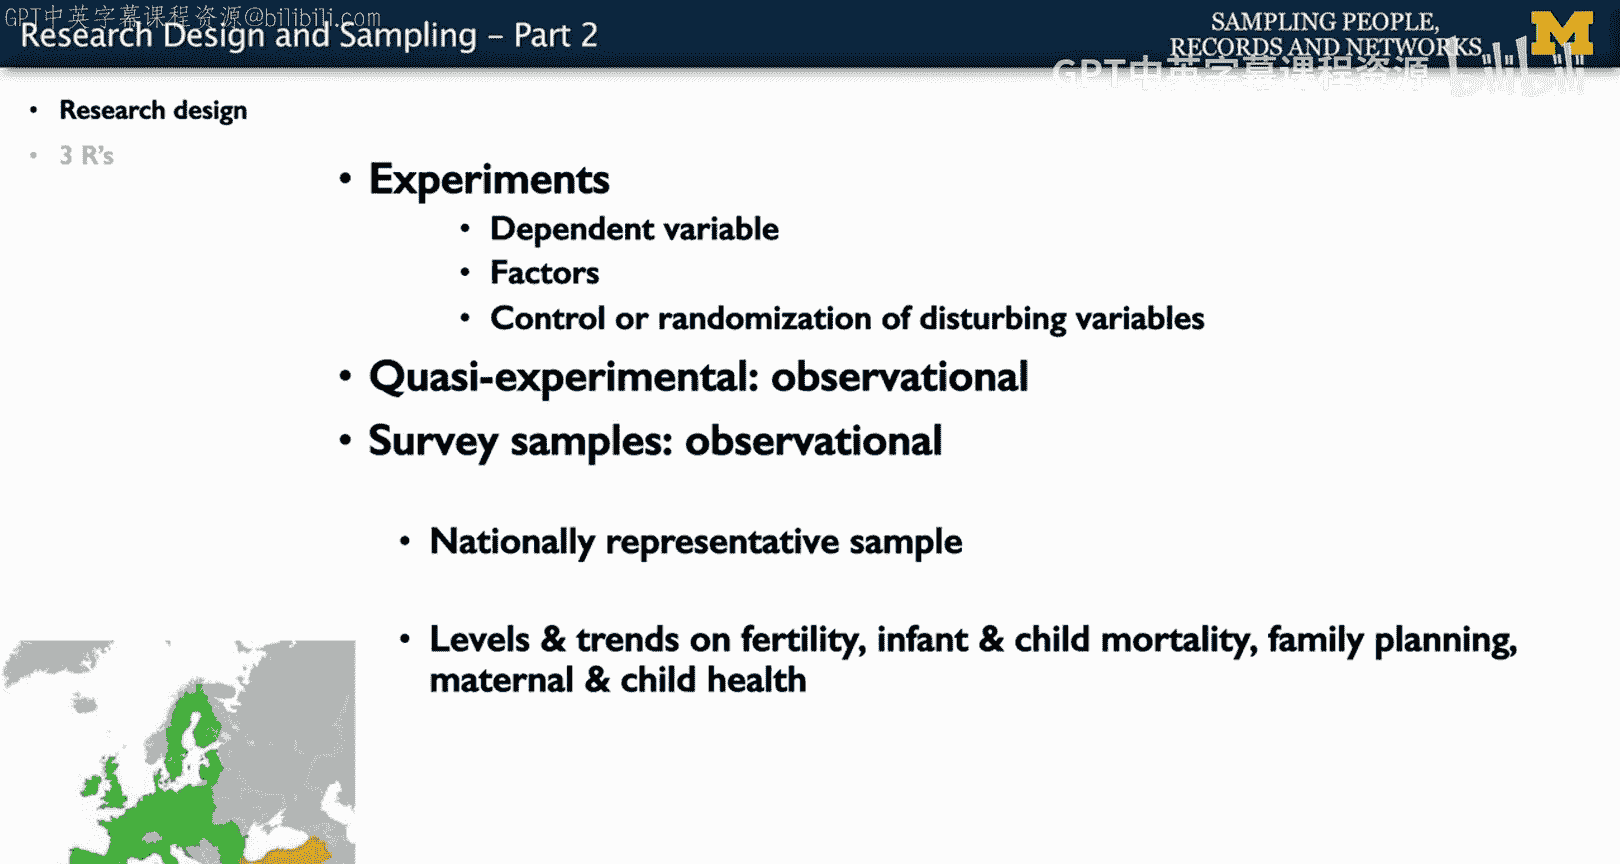 GPT中英字幕课程资源@bilibili.com
Research Design and Sampling – Part 2
SAMPLING PEOPLE,
RECORDS AND NETWORKS
M
GPT中英字幕课程资源 bilibili
• Research design
• 3 R's
• Experiments
• Dependent variable
• Factors
• Control or randomization of disturbing variables
• Quasi-experimental: observational
• Survey samples: observational
• Nationally representative sample
• Levels & trends on fertility, infant & child mortality, family planning,
maternal & child health